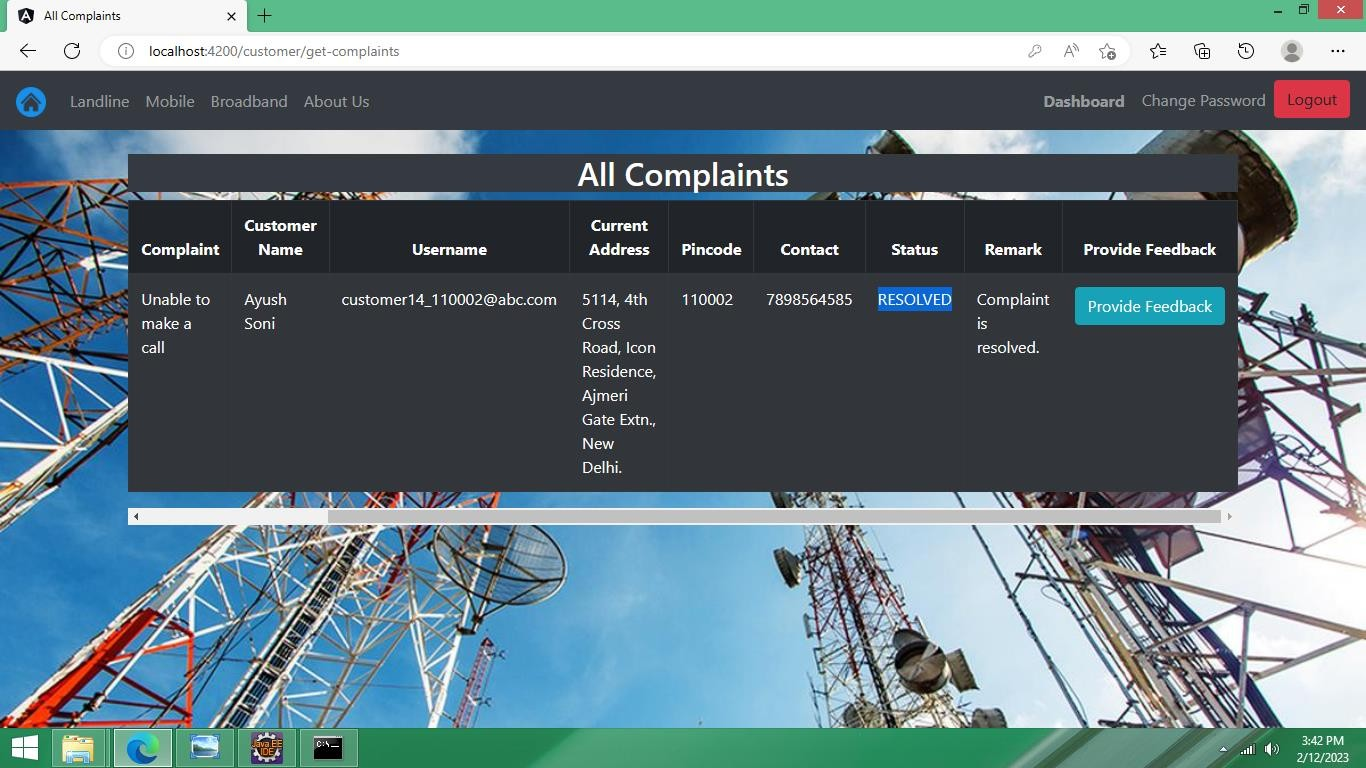 All Complaints
localhost:4200/customer/get-complaints
Landline Mobile Broadband About Us Dashboard Change Password Logout
All Complaints
Complaint Customer Name Username Current Address Pincode Contact Status Remark Provide Feedback
Unable to make a call Ayush Soni customer14_110002@abc.com 5114, 4th Cross Road, Icon Residence, Ajmeri Gate Extn., New Delhi. 110002 7898564585 RESOLVED Complaint is resolved. Provide Feedback
Java EE
IDE
C:\_
3:42 PM
2/12/2023